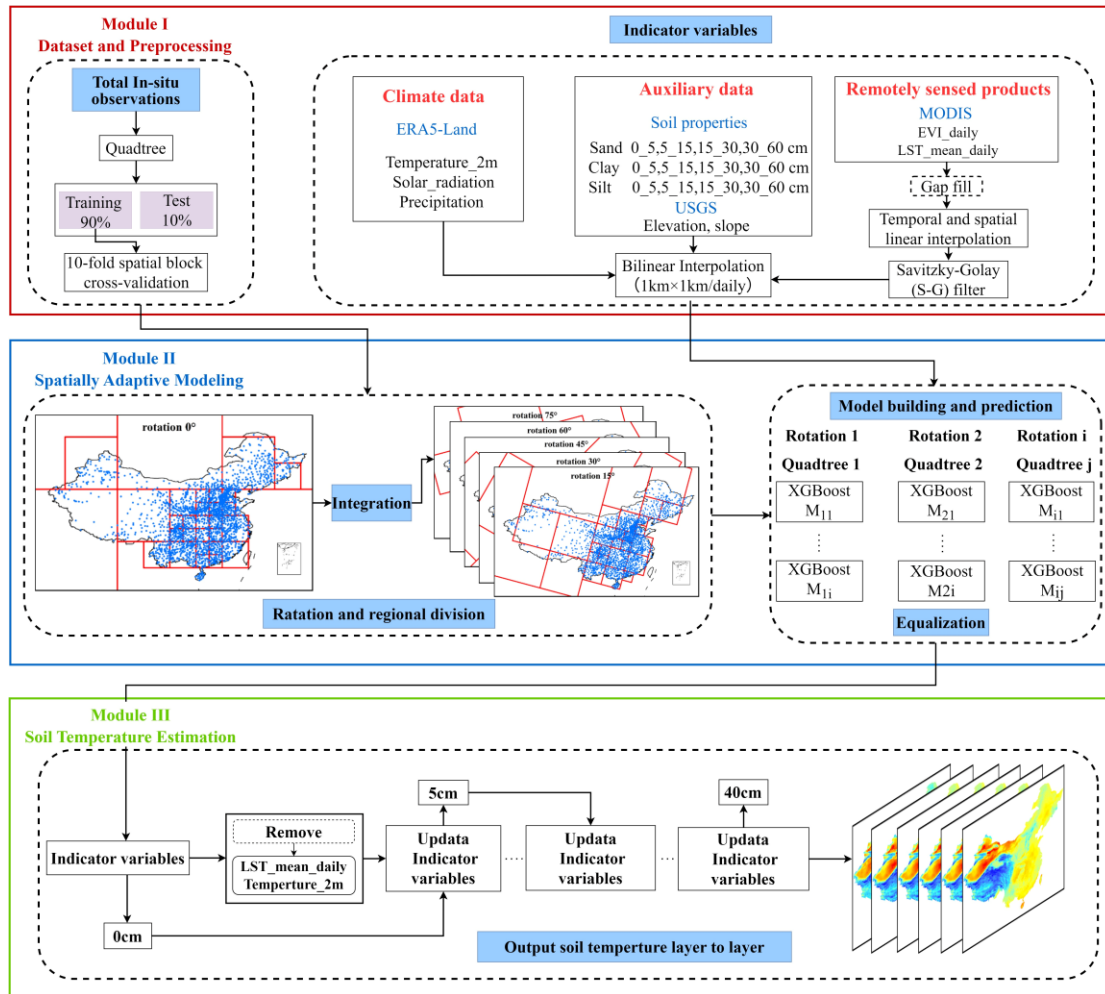 Module I
Dataset and Preprocessing
Total In-situ
observations
Quadtree
Training
90%
Test
10%
10-fold spatial block
cross-validation
Indicator variables
Climate data
ERA5-Land
Temperature_2m
Solar_radiation
Precipitation
Auxiliary data
Soil properties
Sand 0_5,5_15,15_30,30_60 cm
Clay 0_5,5_15,15_30,30_60 cm
Silt 0_5,5_15,15_30,30_60 cm
USGS
Elevation, slope
Remotely sensed products
MODIS
EVI_daily
LST_mean_daily
Gap fill
Temporal and spatial
linear interpolation
Savitzky-Golay
(S-G) filter
Bilinear Interpolation
(1km×1km/daily)
Module II
Spatially Adaptive Modeling
rotation 0°
Integration
rotation 75°
rotation 60°
rotation 45°
rotation 30°
rotation 15°
Ratation and regional division
Model building and prediction
Rotation 1 Rotation 2 Rotation i
Quadtree 1 Quadtree 2 Quadtree j
XGBoost XGBoost XGBoost
M11 M21 Mi1
⋮ ⋮ ⋮
XGBoost XGBoost XGBoost
M1i M2i Mij
Equalization
Module III
Soil Temperature Estimation
Indicator variables
0cm
Remove
LST_mean_daily
Temperture_2m
5cm
Updata
Indicator
variables
......
Updata
Indicator
variables
...
40cm
Updata
Indicator
variables
Output soil temperture layer to layer